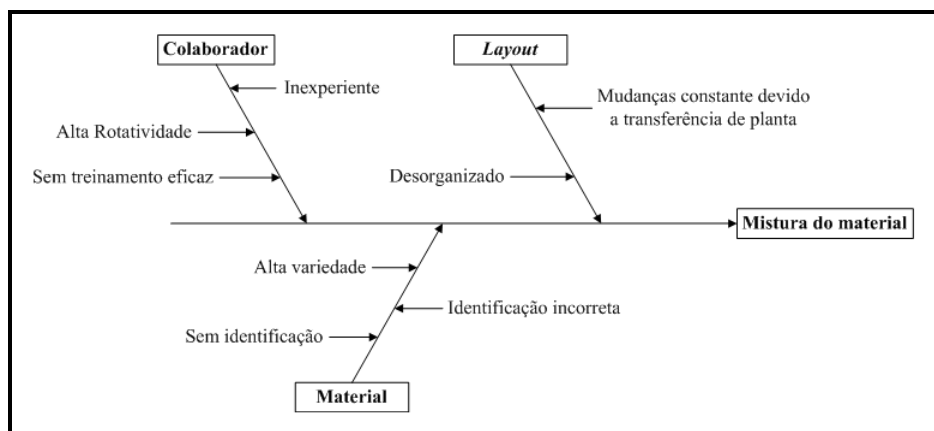 Colaborador
Layout
Inexperiente
Mudanças constante devido
a transferência de planta
Alta Rotatividade
Sem treinamento eficaz
Desorganizado
Mistura do material
Alta variedade
Identificação incorreta
Sem identificação
Material